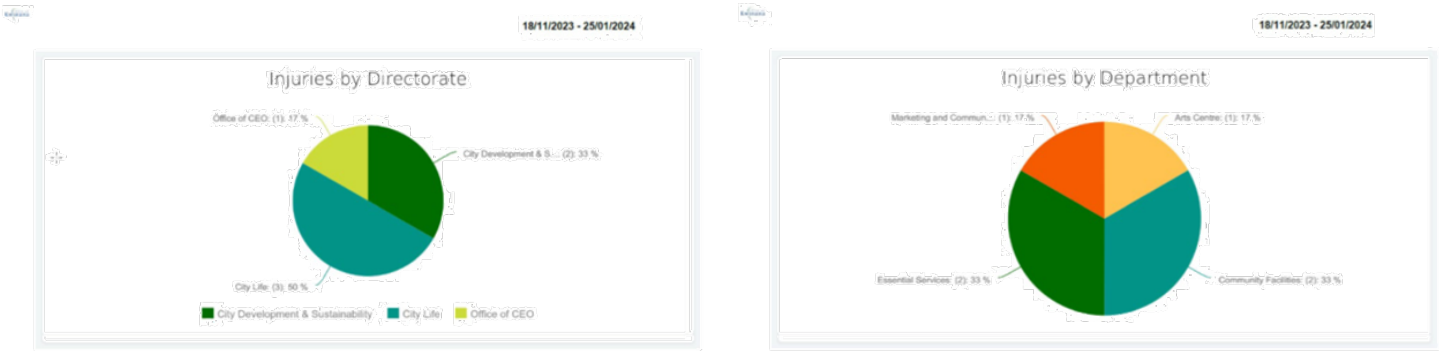 18/11/2023 - 25/01/2024
Injuries by Directorate
Office of CEO: (1): 17 %
City Development & S...: (2): 33 %
City Life: (3): 50 %
City Development & Sustainability
City Life
Office of CEO
18/11/2023 - 25/01/2024
Injuries by Department
Marketing and Commun...: (1): 17 %
Arts Centre: (1): 17 %
Essential Services: (2): 33 %
Community Facilities: (2): 33 %